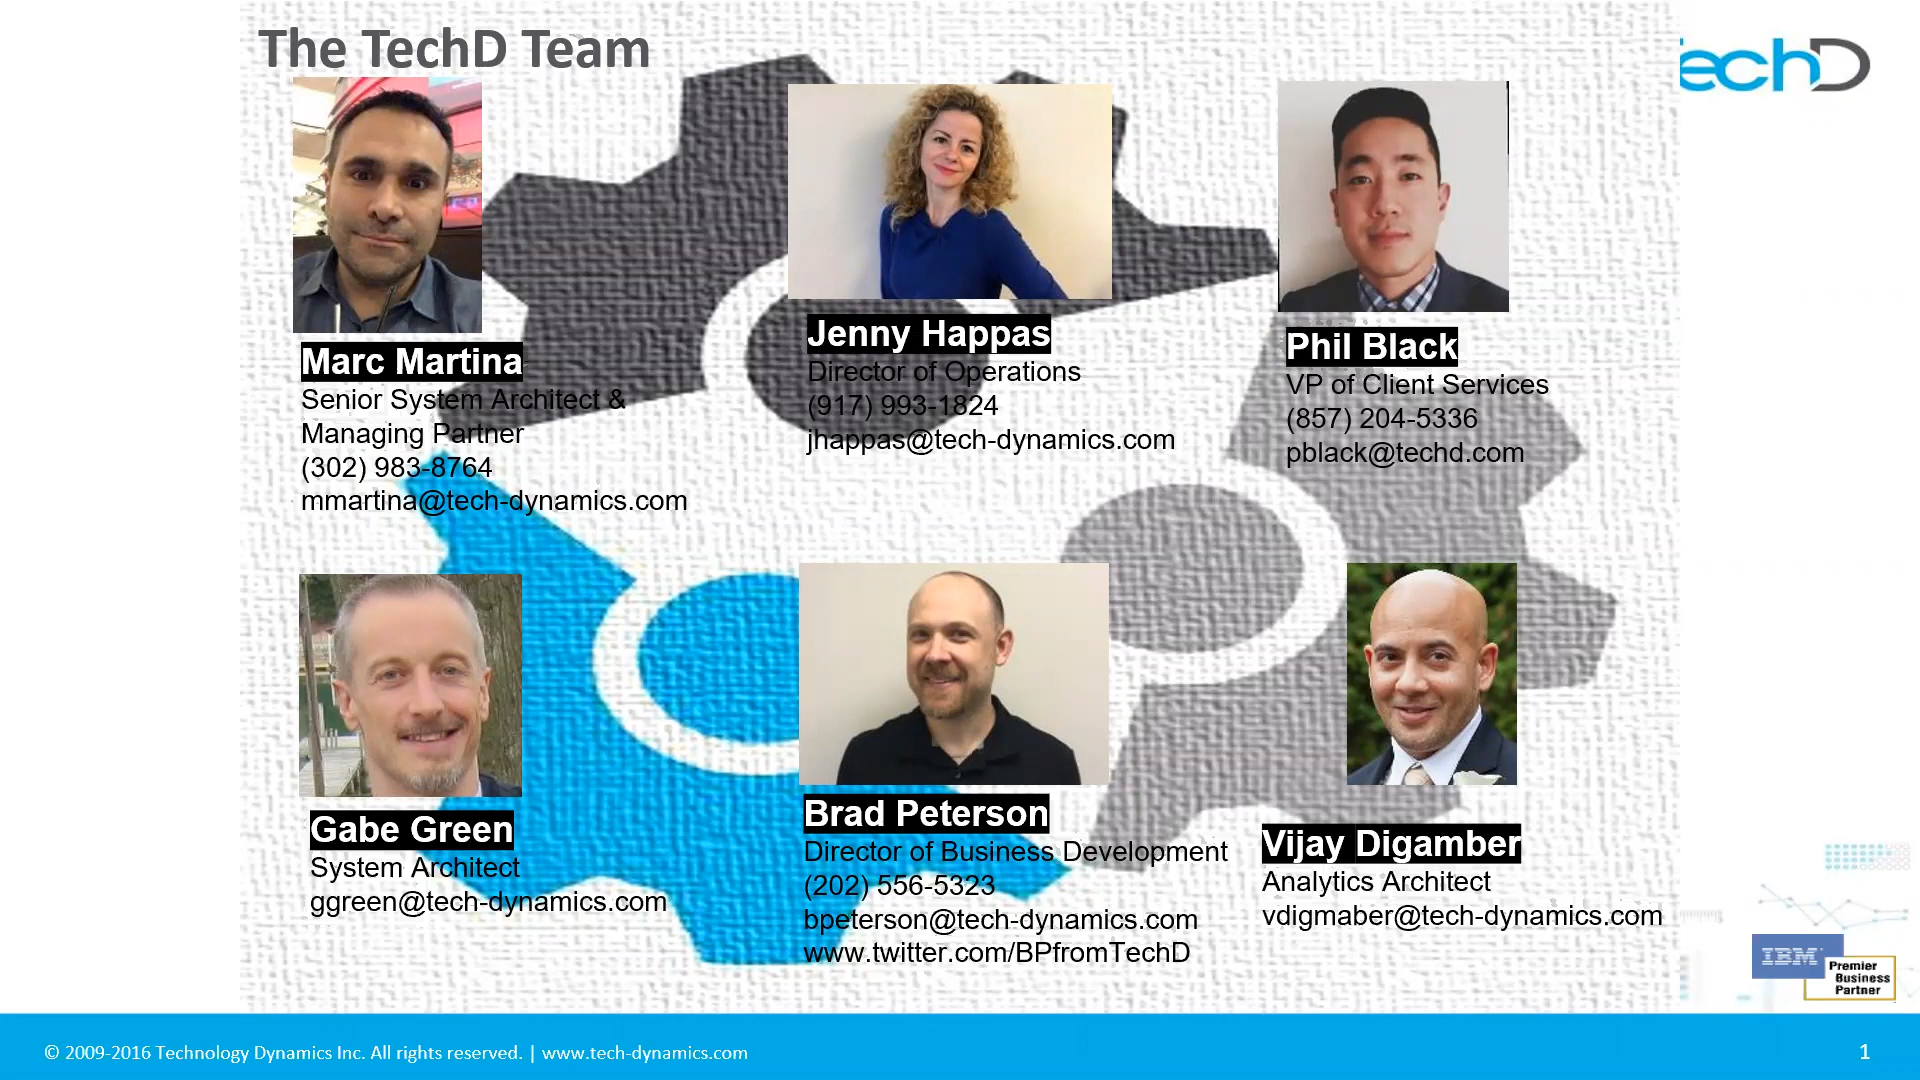 The TechD Team
echD
Marc Martina
Senior System Architect &
Managing Partner
(302) 983-8764
mmartina@tech-dynamics.com
Jenny Happas
Director of Operations
(917) 993-1824
jhappas@tech-dynamics.com
Phil Black
VP of Client Services
(857) 204-5336
pblack@techd.com
Gabe Green
System Architect
ggreen@tech-dynamics.com
Brad Peterson
Director of Business Development
(202) 556-5323
bpeterson@tech-dynamics.com
www.twitter.com/BPfromTechD
Vijay Digamber
Analytics Architect
vdigmaber@tech-dynamics.com
IBM
Premier
Business
Partner
© 2009-2016 Technology Dynamics Inc. All rights reserved. | www.tech-dynamics.com
1